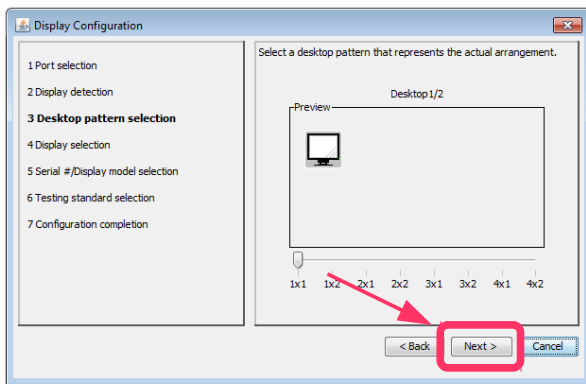 Display Configuration
1 Port selection
2 Display detection
3 Desktop pattern selection
4 Display selection
5 Serial #/Display model selection
6 Testing standard selection
7 Configuration completion
Select a desktop pattern that represents the actual arrangement.
Desktop1/2
Preview
1x1 1x2 2x1 2x2 3x1 3x2 4x1 4x2
< Back Next > Cancel